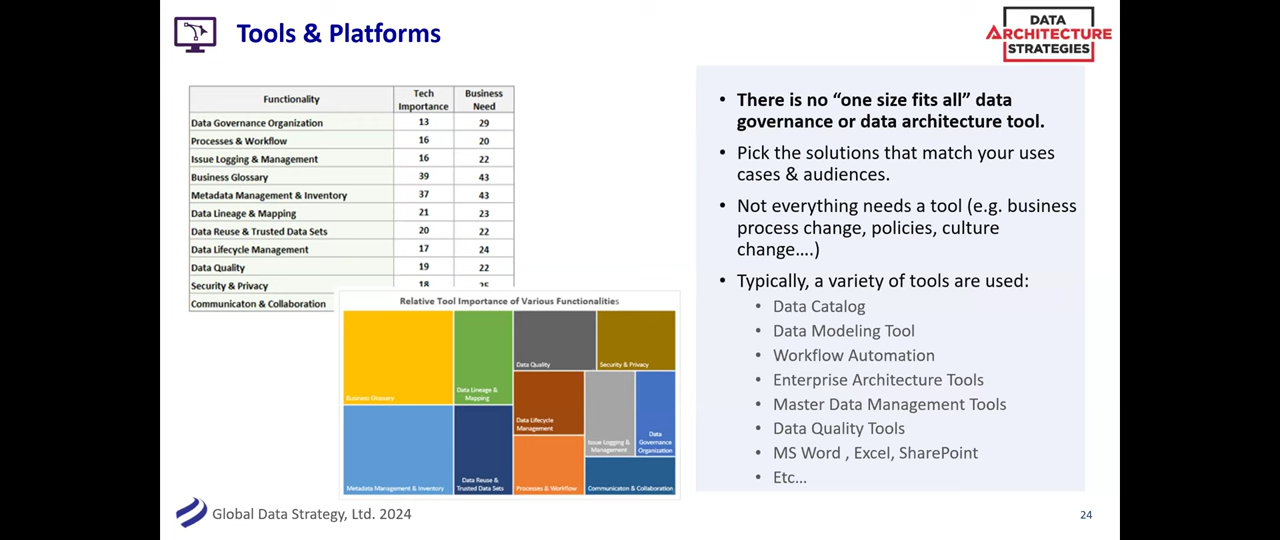 Tools & Platforms
DATA
ARCHITECTURE
STRATEGIES
Functionality
Tech
Importance
Business
Need
Data Governance Organization 13 29
Processes & Workflow 16 20
Issue Logging & Management 16 22
Business Glossary 39 43
Metadata Management & Inventory 37 43
Data Lineage & Mapping 21 23
Data Reuse & Trusted Data Sets 20 22
Data Lifecycle Management 17 24
Data Quality 19 22
Security & Privacy 18
Communicaton & Collaboration
Relative Tool Importance of Various Functionalities
Business Glossary
Data Lineage &
Mapping
Data Quality
Security & Privacy
Data Lifecycle
Management
Issue Logging &
Management
Data
Governance
Organization
Metadata Management & Inventory
Data Reuse &
Trusted Data Sets
Processes & Workflow
Communicaton & Collaboration
• There is no “one size fits all” data
governance or data architecture tool.
• Pick the solutions that match your uses
cases & audiences.
• Not everything needs a tool (e.g. business
process change, policies, culture
change….)
• Typically, a variety of tools are used:
• Data Catalog
• Data Modeling Tool
• Workflow Automation
• Enterprise Architecture Tools
• Master Data Management Tools
• Data Quality Tools
• MS Word , Excel, SharePoint
• Etc...
Global Data Strategy, Ltd. 2024
24